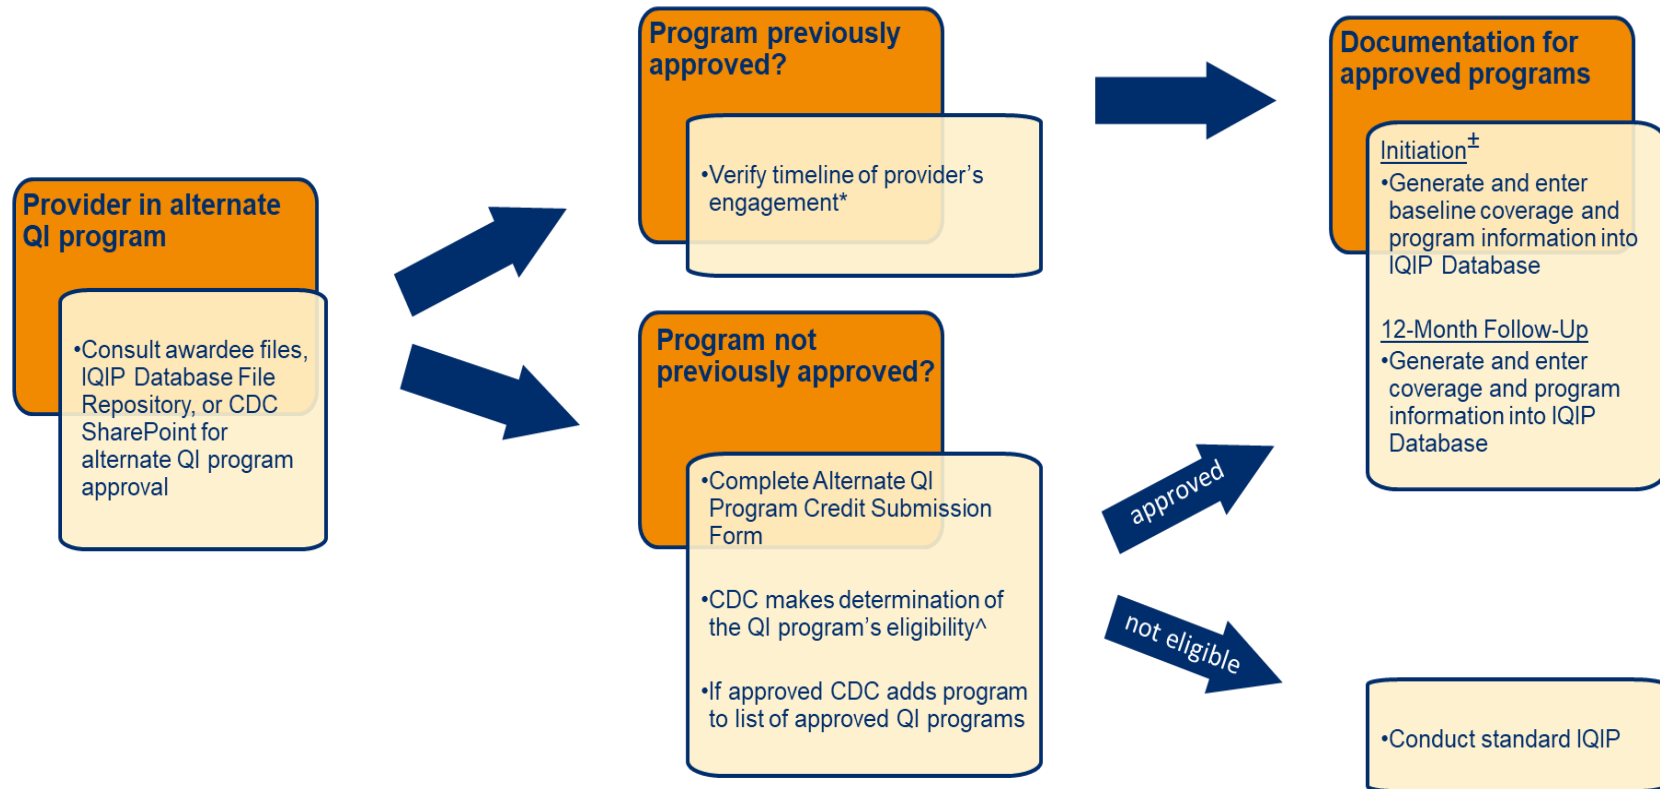 Provider in alternate
QI program
•Consult awardee files,
IQIP Database File
Repository, or CDC
SharePoint for
alternate QI program
approval
Program previously
approved?
•Verify timeline of provider’s
engagement*
Program not
previously approved?
•Complete Alternate QI
Program Credit Submission
Form
•CDC makes determination of
the QI program’s eligibility^
•If approved CDC adds program
to list of approved QI programs
approved
not eligible
Documentation for
approved programs
Initiation±
•Generate and enter
baseline coverage and
program information into
IQIP Database
12-Month Follow-Up
•Generate and enter
coverage and program
information into IQIP
Database
•Conduct standard IQIP